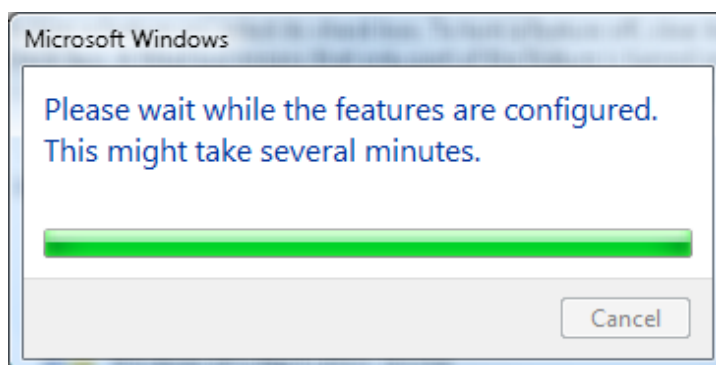 Microsoft Windows
Please wait while the features are configured.
This might take several minutes.
Cancel